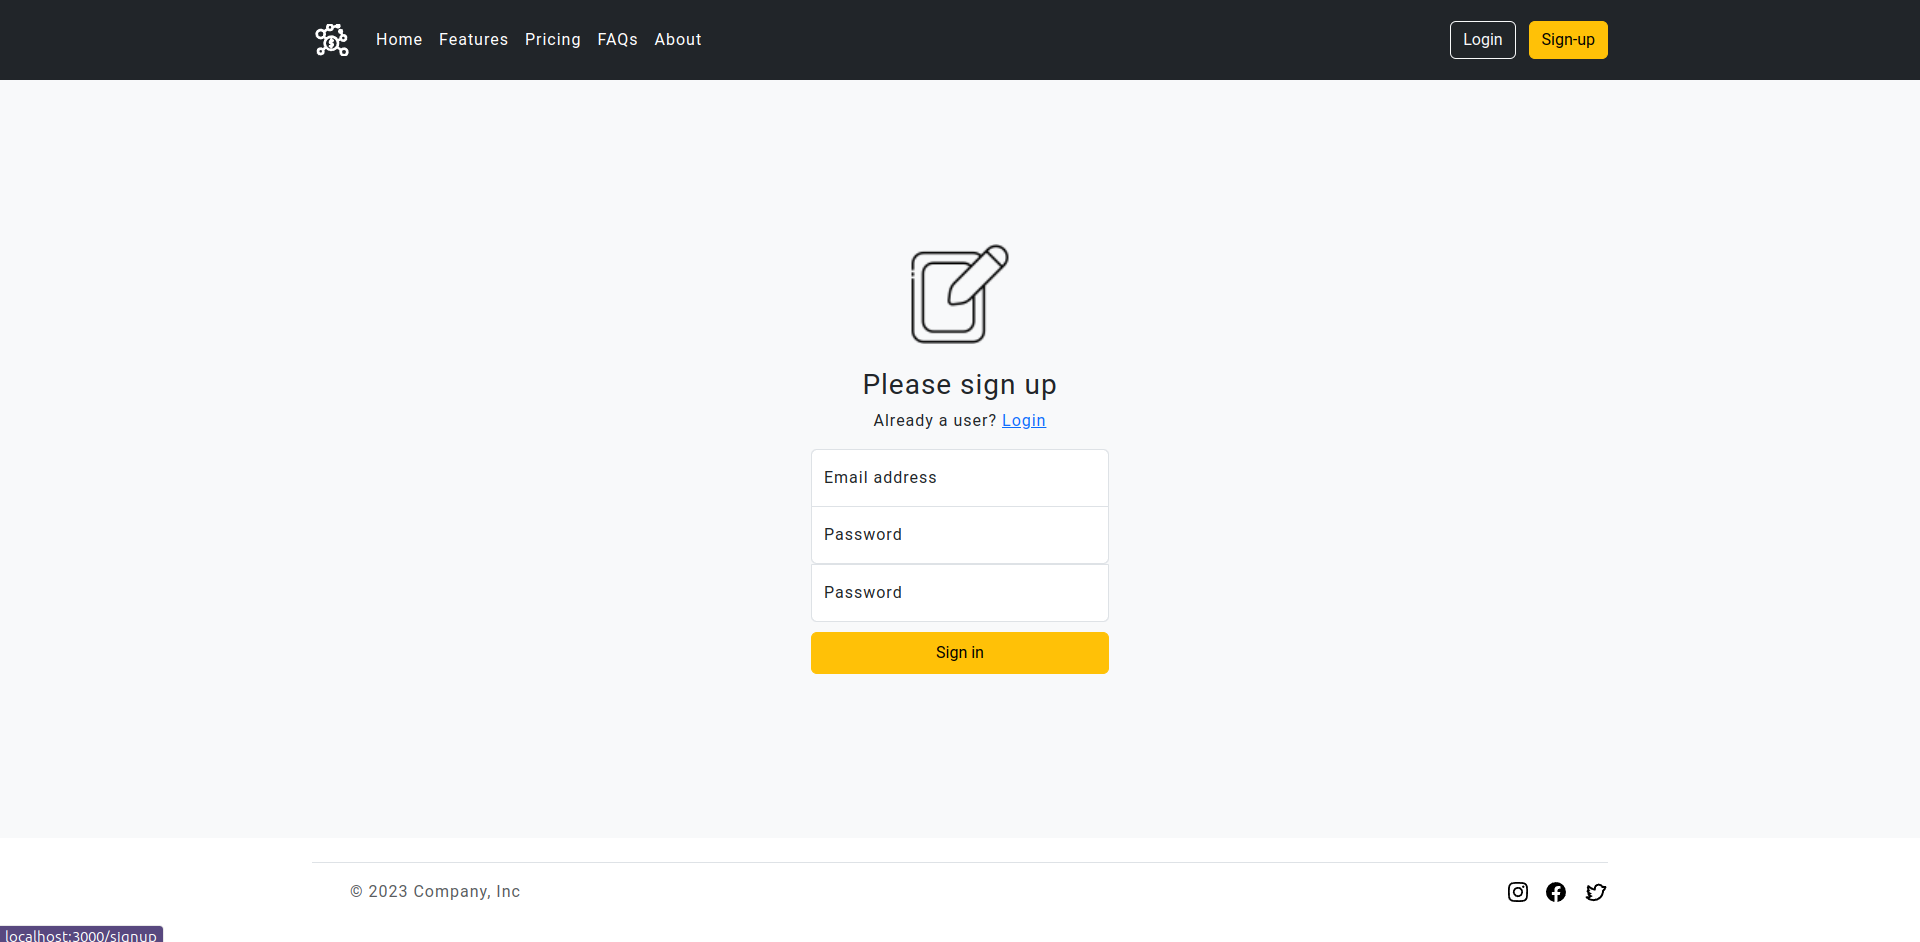 Home Features Pricing FAQs About Login Sign-up
Please sign up
Already a user? Login
Email address
Password
Password
Sign in
© 2023 Company, Inc
localhost:3000/signup